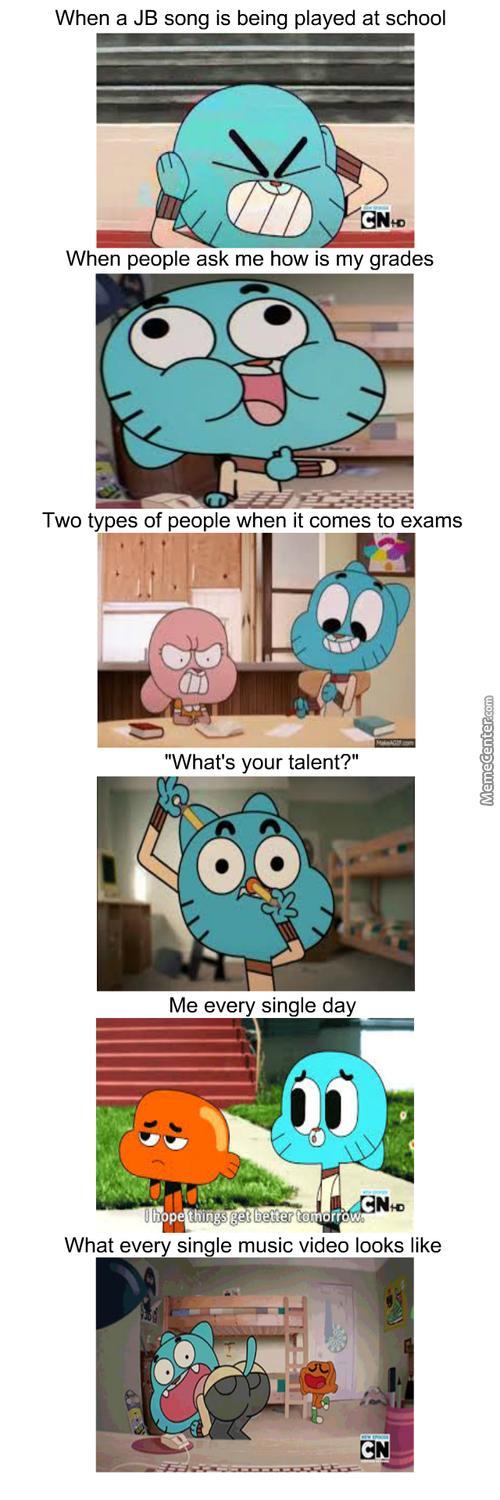 When a JB song is being played at school
NEW EPISODE
CN HD
When people ask me how is my grades
Two types of people when it comes to exams
MakeAGIF.com
MemeCenter.com
"What's your talent?"
Me every single day
I hope things get better tomorrow.
NEW EPISODE
CN HD
What every single music video looks like
NEW EPISODE
CN